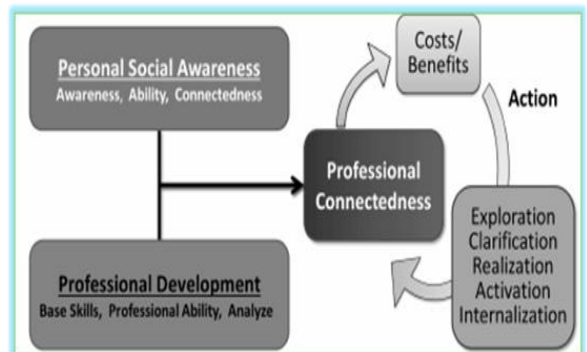 Personal Social Awareness
Awareness, Ability, Connectedness
Professional Development
Base Skills, Professional Ability, Analyze
Professional
Connectedness
Costs/
Benefits
Action
Exploration
Clarification
Realization
Activation
Internalization